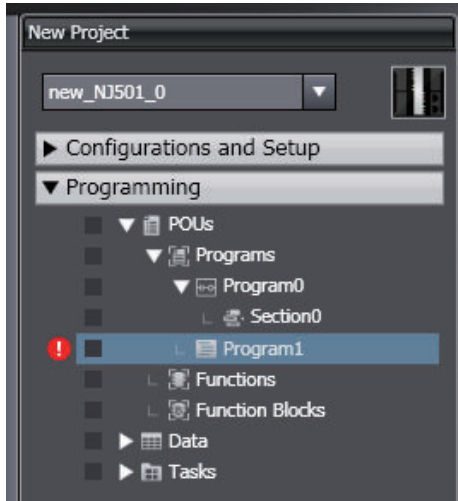 New Project
new_NJ501_0
Configurations and Setup
Programming
POUs
Programs
Program0
Section0
Program1
Functions
Function Blocks
Data
Tasks